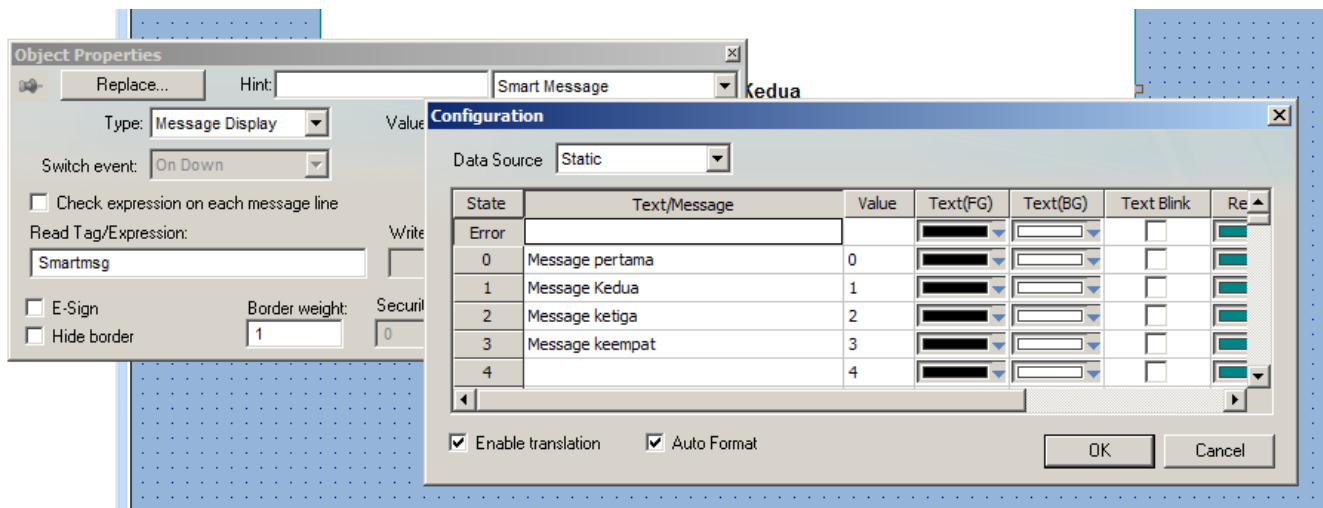 Object Properties
Replace... Hint: Smart Message
Kedua
Type: Message Display Value
Switch event: On Down
Check expression on each message line
Read Tag/Expression: Write
Smartmsg
E-Sign Border weight: Securit
Hide border 1 0
Configuration
Data Source Static
State Text/Message Value Text(FG) Text(BG) Text Blink Re
Error
0 Message pertama 0
1 Message Kedua 1
2 Message ketiga 2
3 Message keempat 3
4 4
Enable translation Auto Format OK Cancel